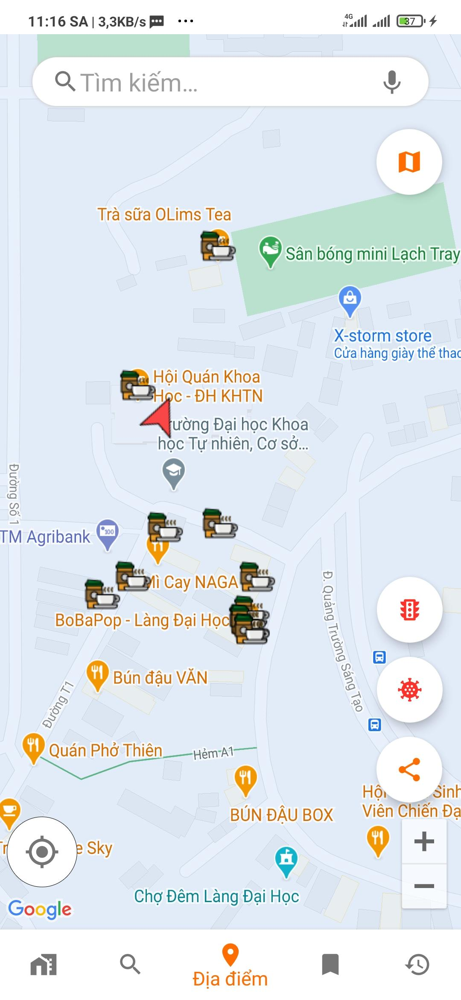 11:16 SA | 3,3KB/s
4G
37
Tìm kiếm...
Trà sữa OLims Tea
Sân bóng mini Lạch Tray
X-storm store
Cửa hàng giày thể thao
Hội Quán Khoa
Học - ĐH KHTN
rường Đại học Khoa
học Tự nhiên, Cơ sở...
Đường Số 1
TM Agribank
100
Mì Cay NAGA
Đ. Quảng Trường Sáng Tạo
BoBaPop - Làng Đại Học
Bún đậu VĂN
Đường T1
Quán Phở Thiên
Hẻm A1
Sinh
Viên Chiến Đạ
BÚN ĐẬU BOX
e Sky
Chợ Đêm Làng Đại Học
Google
Địa điểm